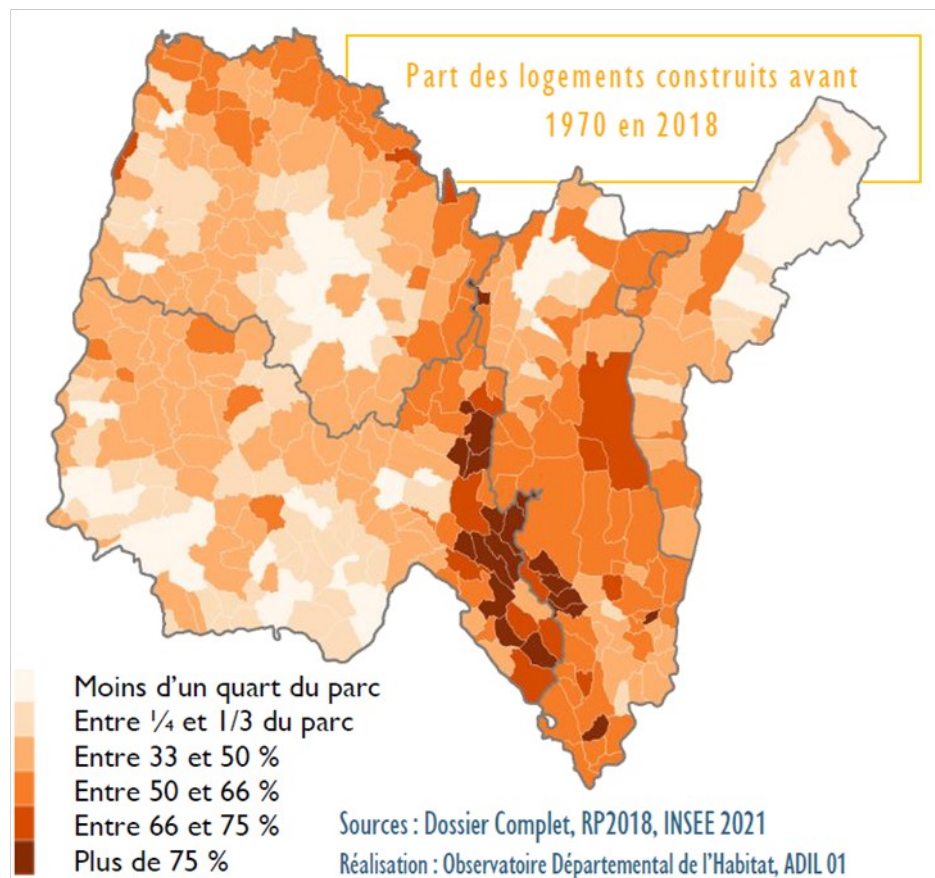 Part des logements construits avant
1970 en 2018
Moins d'un quart du parc
Entre ¼ et 1/3 du parc
Entre 33 et 50 %
Entre 50 et 66 %
Entre 66 et 75 %
Plus de 75 %
Sources : Dossier Complet, RP2018, INSEE 2021
Réalisation : Observatoire Départemental de l'Habitat, ADIL 01